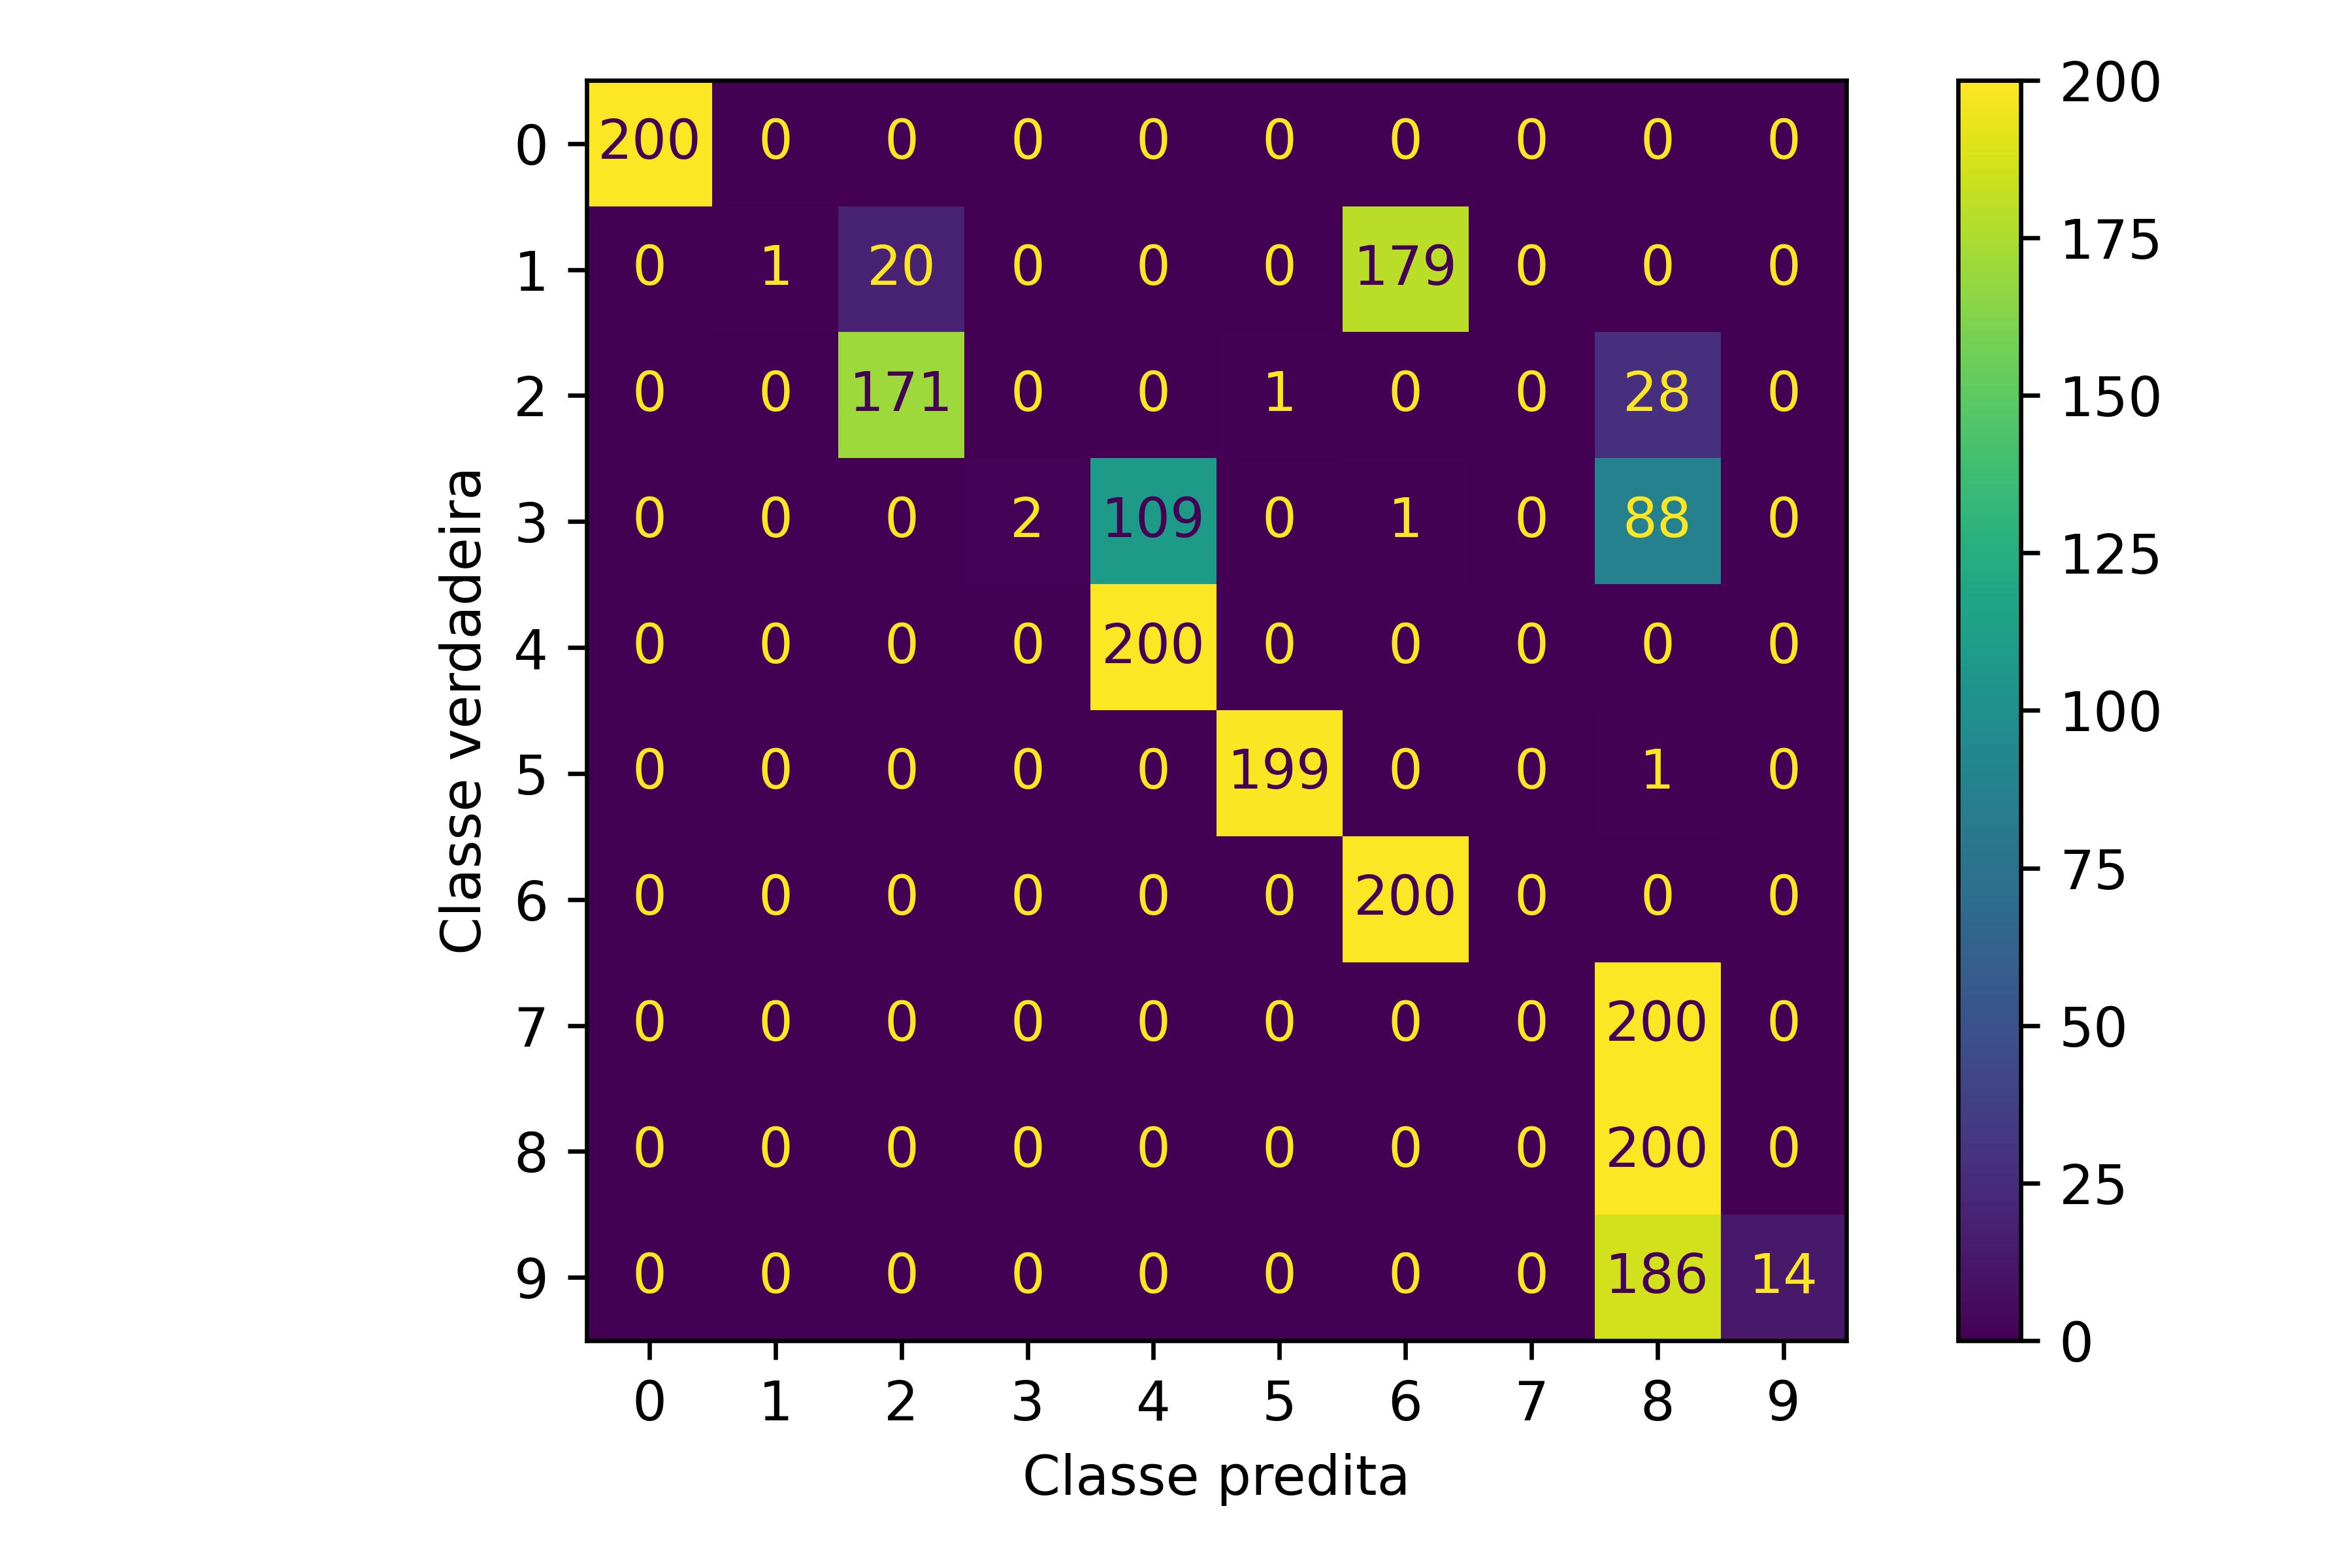 Classe verdadeira
0 200 0 0 0 0 0 0 0 0 0
1 0 1 20 0 0 0 179 0 0 0
2 0 0 171 0 0 1 0 0 28 0
3 0 0 0 2 109 0 1 0 88 0
4 0 0 0 0 200 0 0 0 0 0
5 0 0 0 0 0 199 0 0 1 0
6 0 0 0 0 0 0 200 0 0 0
7 0 0 0 0 0 0 0 0 200 0
8 0 0 0 0 0 0 0 0 200 0
9 0 0 0 0 0 0 0 0 186 14
0 1 2 3 4 5 6 7 8 9
Classe predita
200
175
150
125
100
75
50
25
0